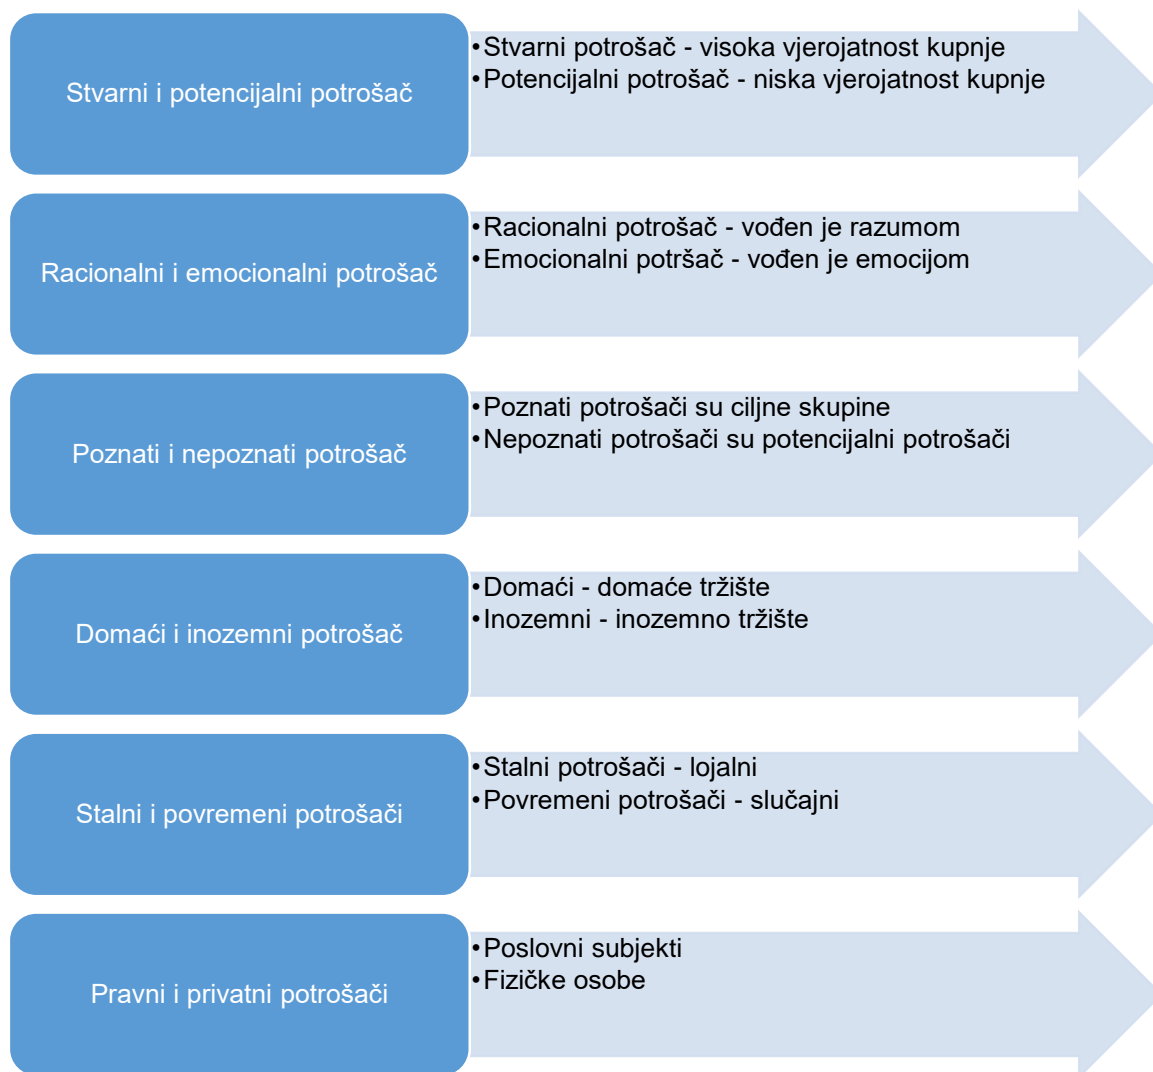 Stvarni i potencijalni potrošač
•Stvarni potrošač - visoka vjerojatnost kupnje
•Potencijalni potrošač - niska vjerojatnost kupnje
Racionalni i emocionalni potrošač
•Racionalni potrošač - vođen je razumom
•Emocionalni potršač - vođen je emocijom
Poznati i nepoznati potrošač
•Poznati potrošači su ciljne skupine
•Nepoznati potrošači su potencijalni potrošači
Domaći i inozemni potrošač
•Domaći - domaće tržište
•Inozemni - inozemno tržište
Stalni i povremeni potrošači
•Stalni potrošači - lojalni
•Povremeni potrošači - slučajni
Pravni i privatni potrošači
•Poslovni subjekti
•Fizičke osobe